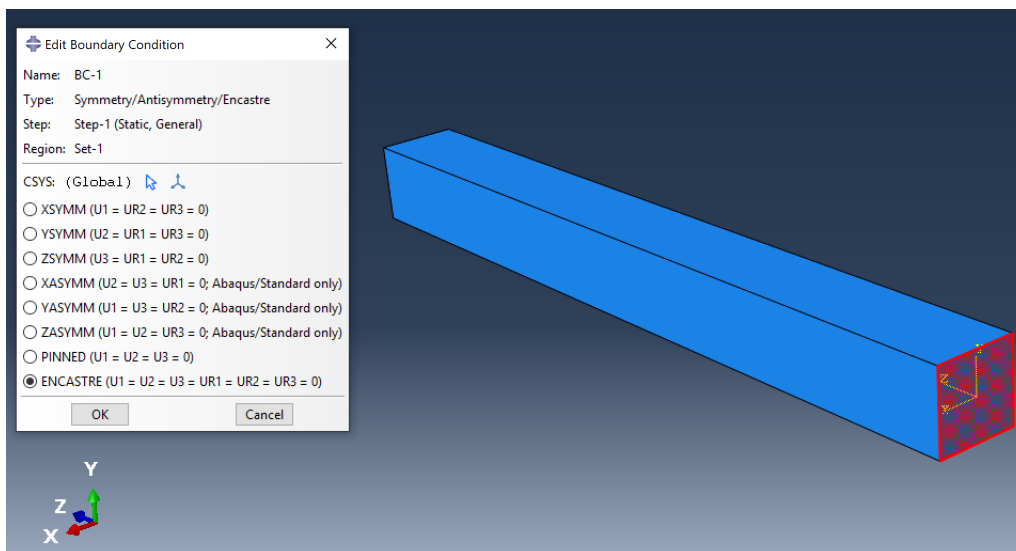 Edit Boundary Condition
Name: BC-1
Type: Symmetry/Antisymmetry/Encastre
Step: Step-1 (Static, General)
Region: Set-1
CSYS: (Global)
XSYMM (U1 = UR2 = UR3 = 0)
YSYMM (U2 = UR1 = UR3 = 0)
ZSYMM (U3 = UR1 = UR2 = 0)
XASYMM (U2 = U3 = UR1 = 0; Abaqus/Standard only)
YASYMM (U1 = U3 = UR2 = 0; Abaqus/Standard only)
ZASYMM (U1 = U2 = UR3 = 0; Abaqus/Standard only)
PINNED (U1 = U2 = U3 = 0)
ENCASTRE (U1 = U2 = U3 = UR1 = UR2 = UR3 = 0)
OK Cancel
Y
Z
X
Y
Z
X